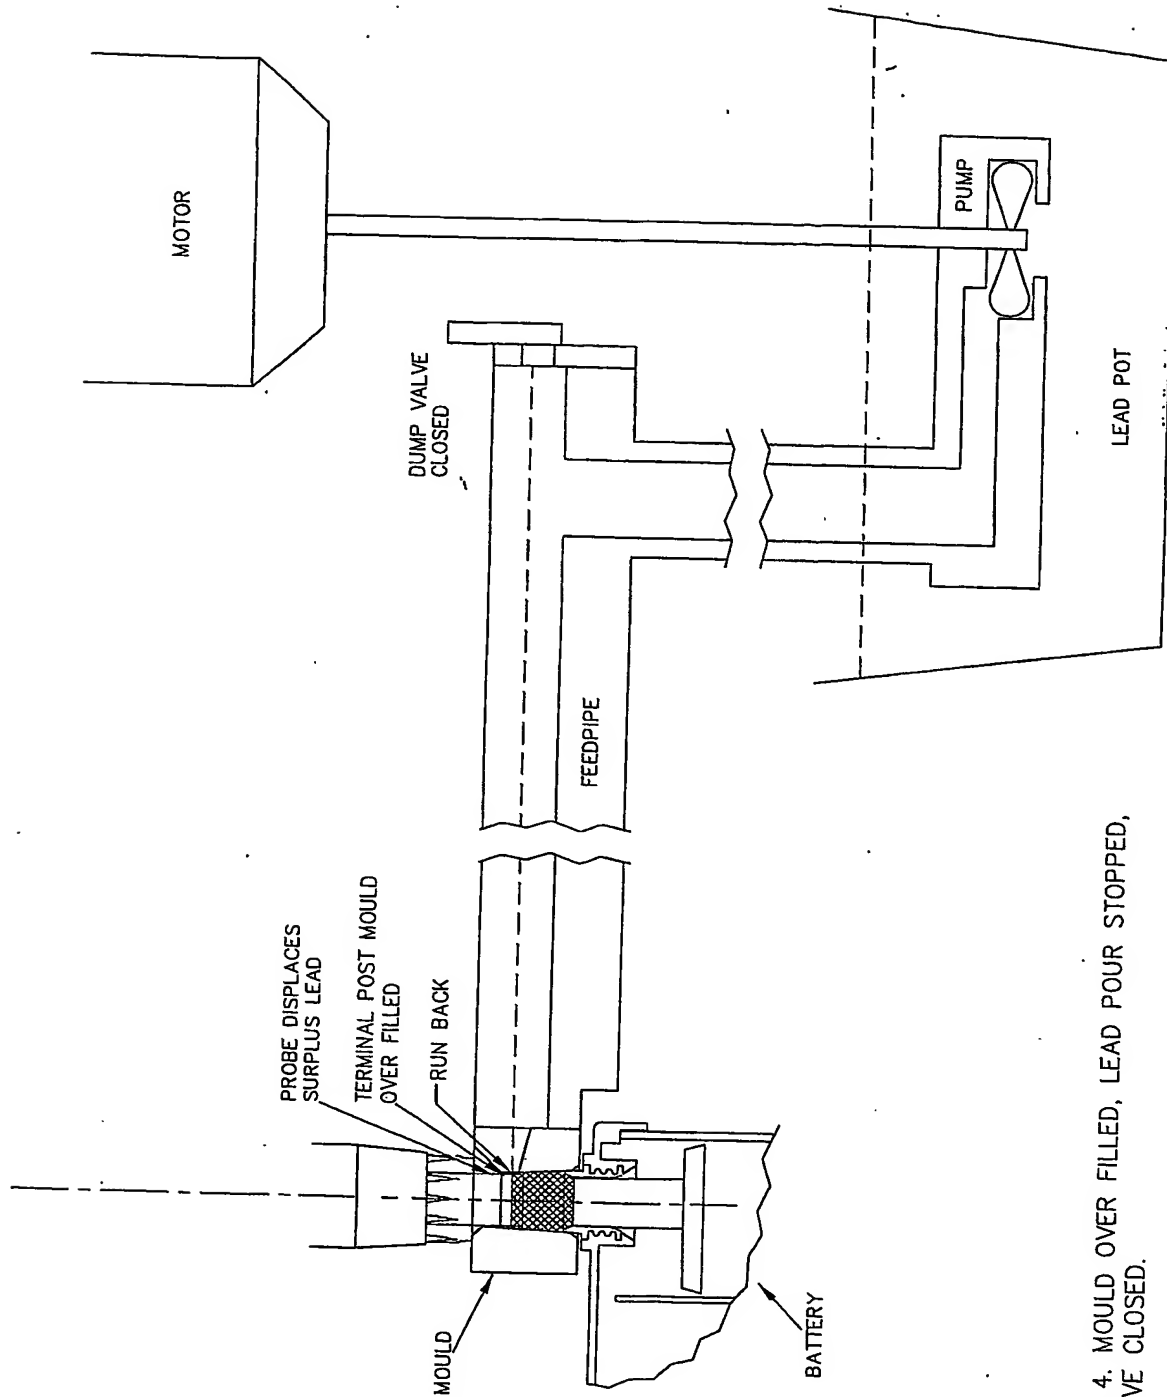 MOTOR
PROBE DISPLACES
SURPLUS LEAD
TERMINAL POST MOULD
OVER FILLED
RUN BACK
DUMP VALVE
CLOSED
MOULD
FEEDPIPE
PUMP
BATTERY
LEAD POT
4. MOULD OVER FILLED, LEAD POUR STOPPED,
VE CLOSED.